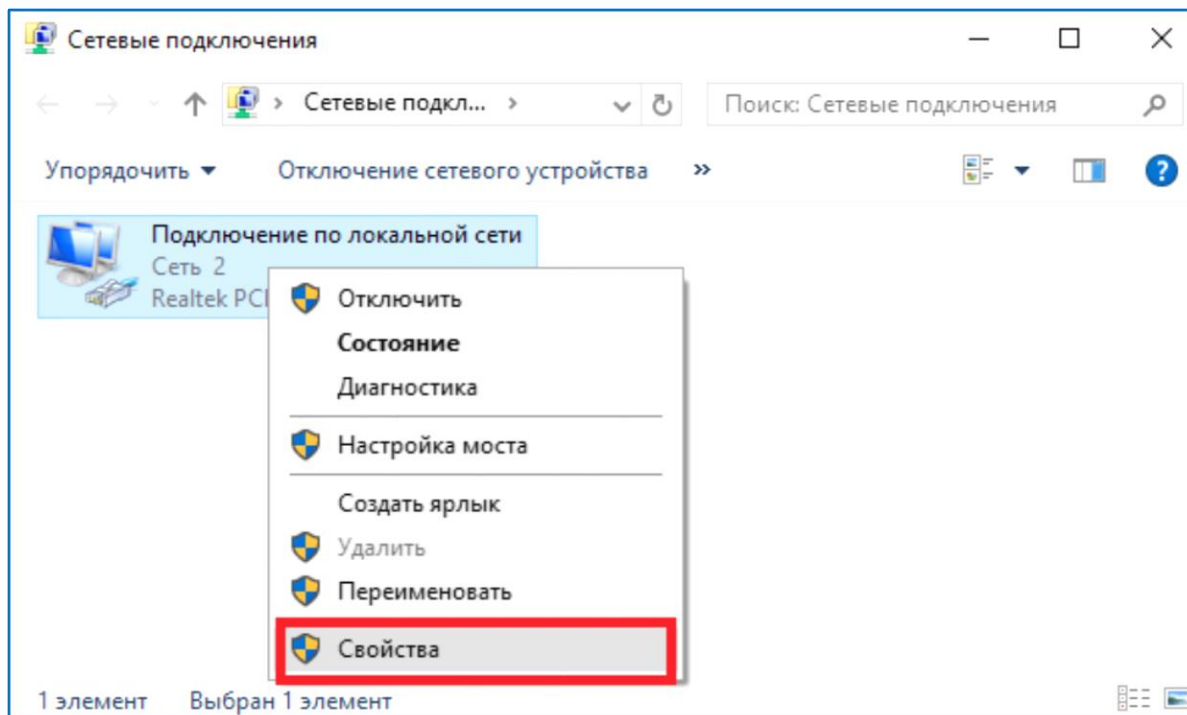 Сетевые подключения
Сетевые подкл...
Поиск: Сетевые подключения
Упорядочить
Отключение сетевого устройства
»
Подключение по локальной сети
Сеть 2
Realtek PCI
Отключить
Состояние
Диагностика
Настройка моста
Создать ярлык
Удалить
Переименовать
Свойства
1 элемент
Выбран 1 элемент